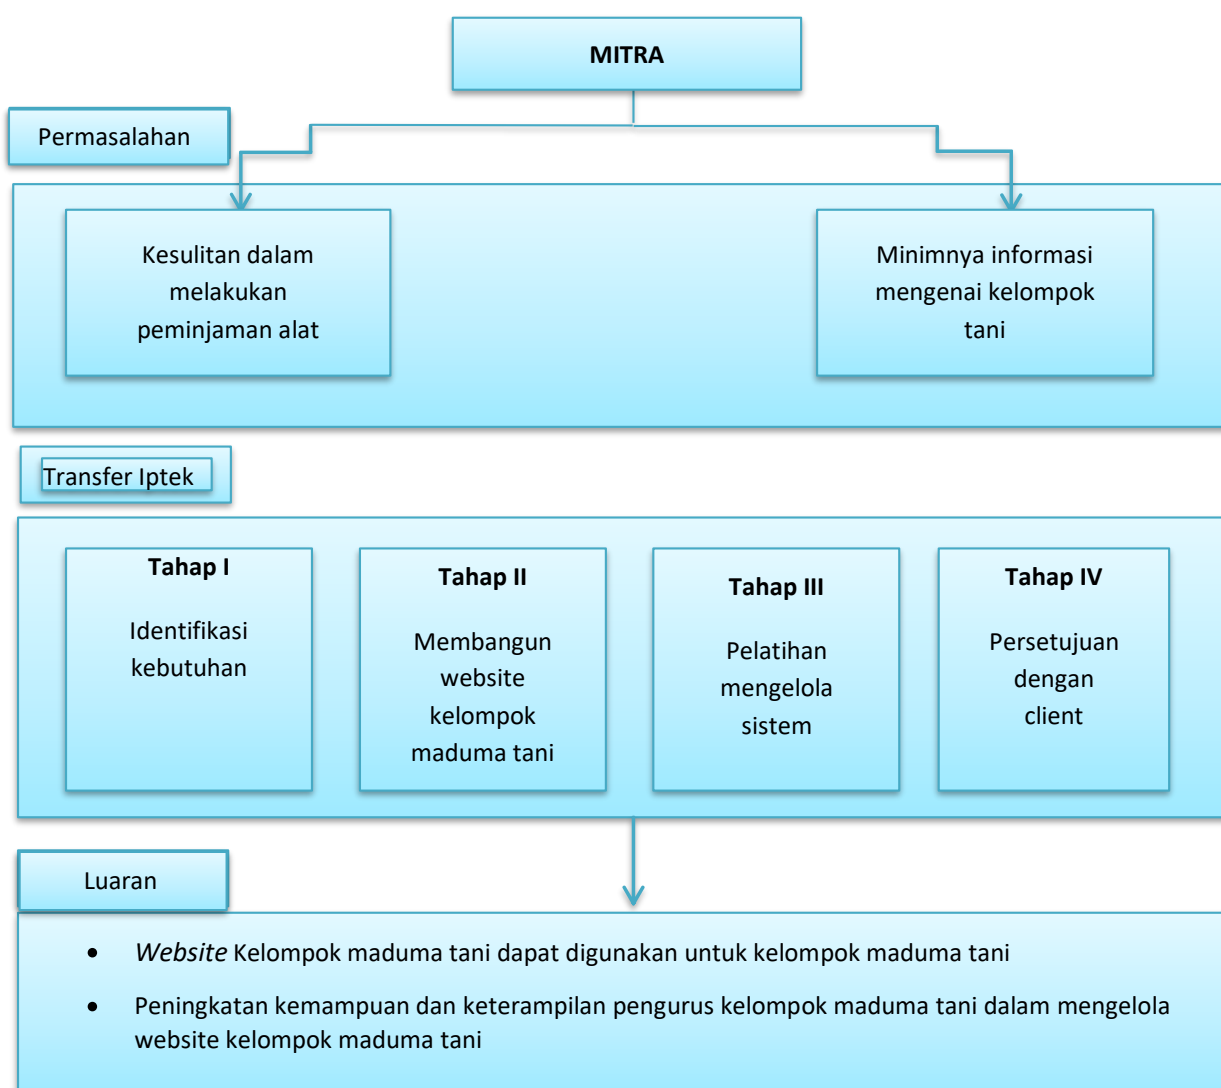 MITRA
Permasalahan
Kesulitan dalam
melakukan
peminjaman alat
Minimnya informasi
mengenai kelompok
tani
Transfer Iptek
Tahap I
Identifikasi
kebutuhan
Tahap II
Membangun
website
kelompok
maduma tani
Tahap III
Pelatihan
mengelola
sistem
Tahap IV
Persetujuan
dengan
client
Luaran
• Website Kelompok maduma tani dapat digunakan untuk kelompok maduma tani
• Peningkatan kemampuan dan keterampilan pengurus kelompok maduma tani dalam mengelola
website kelompok maduma tani